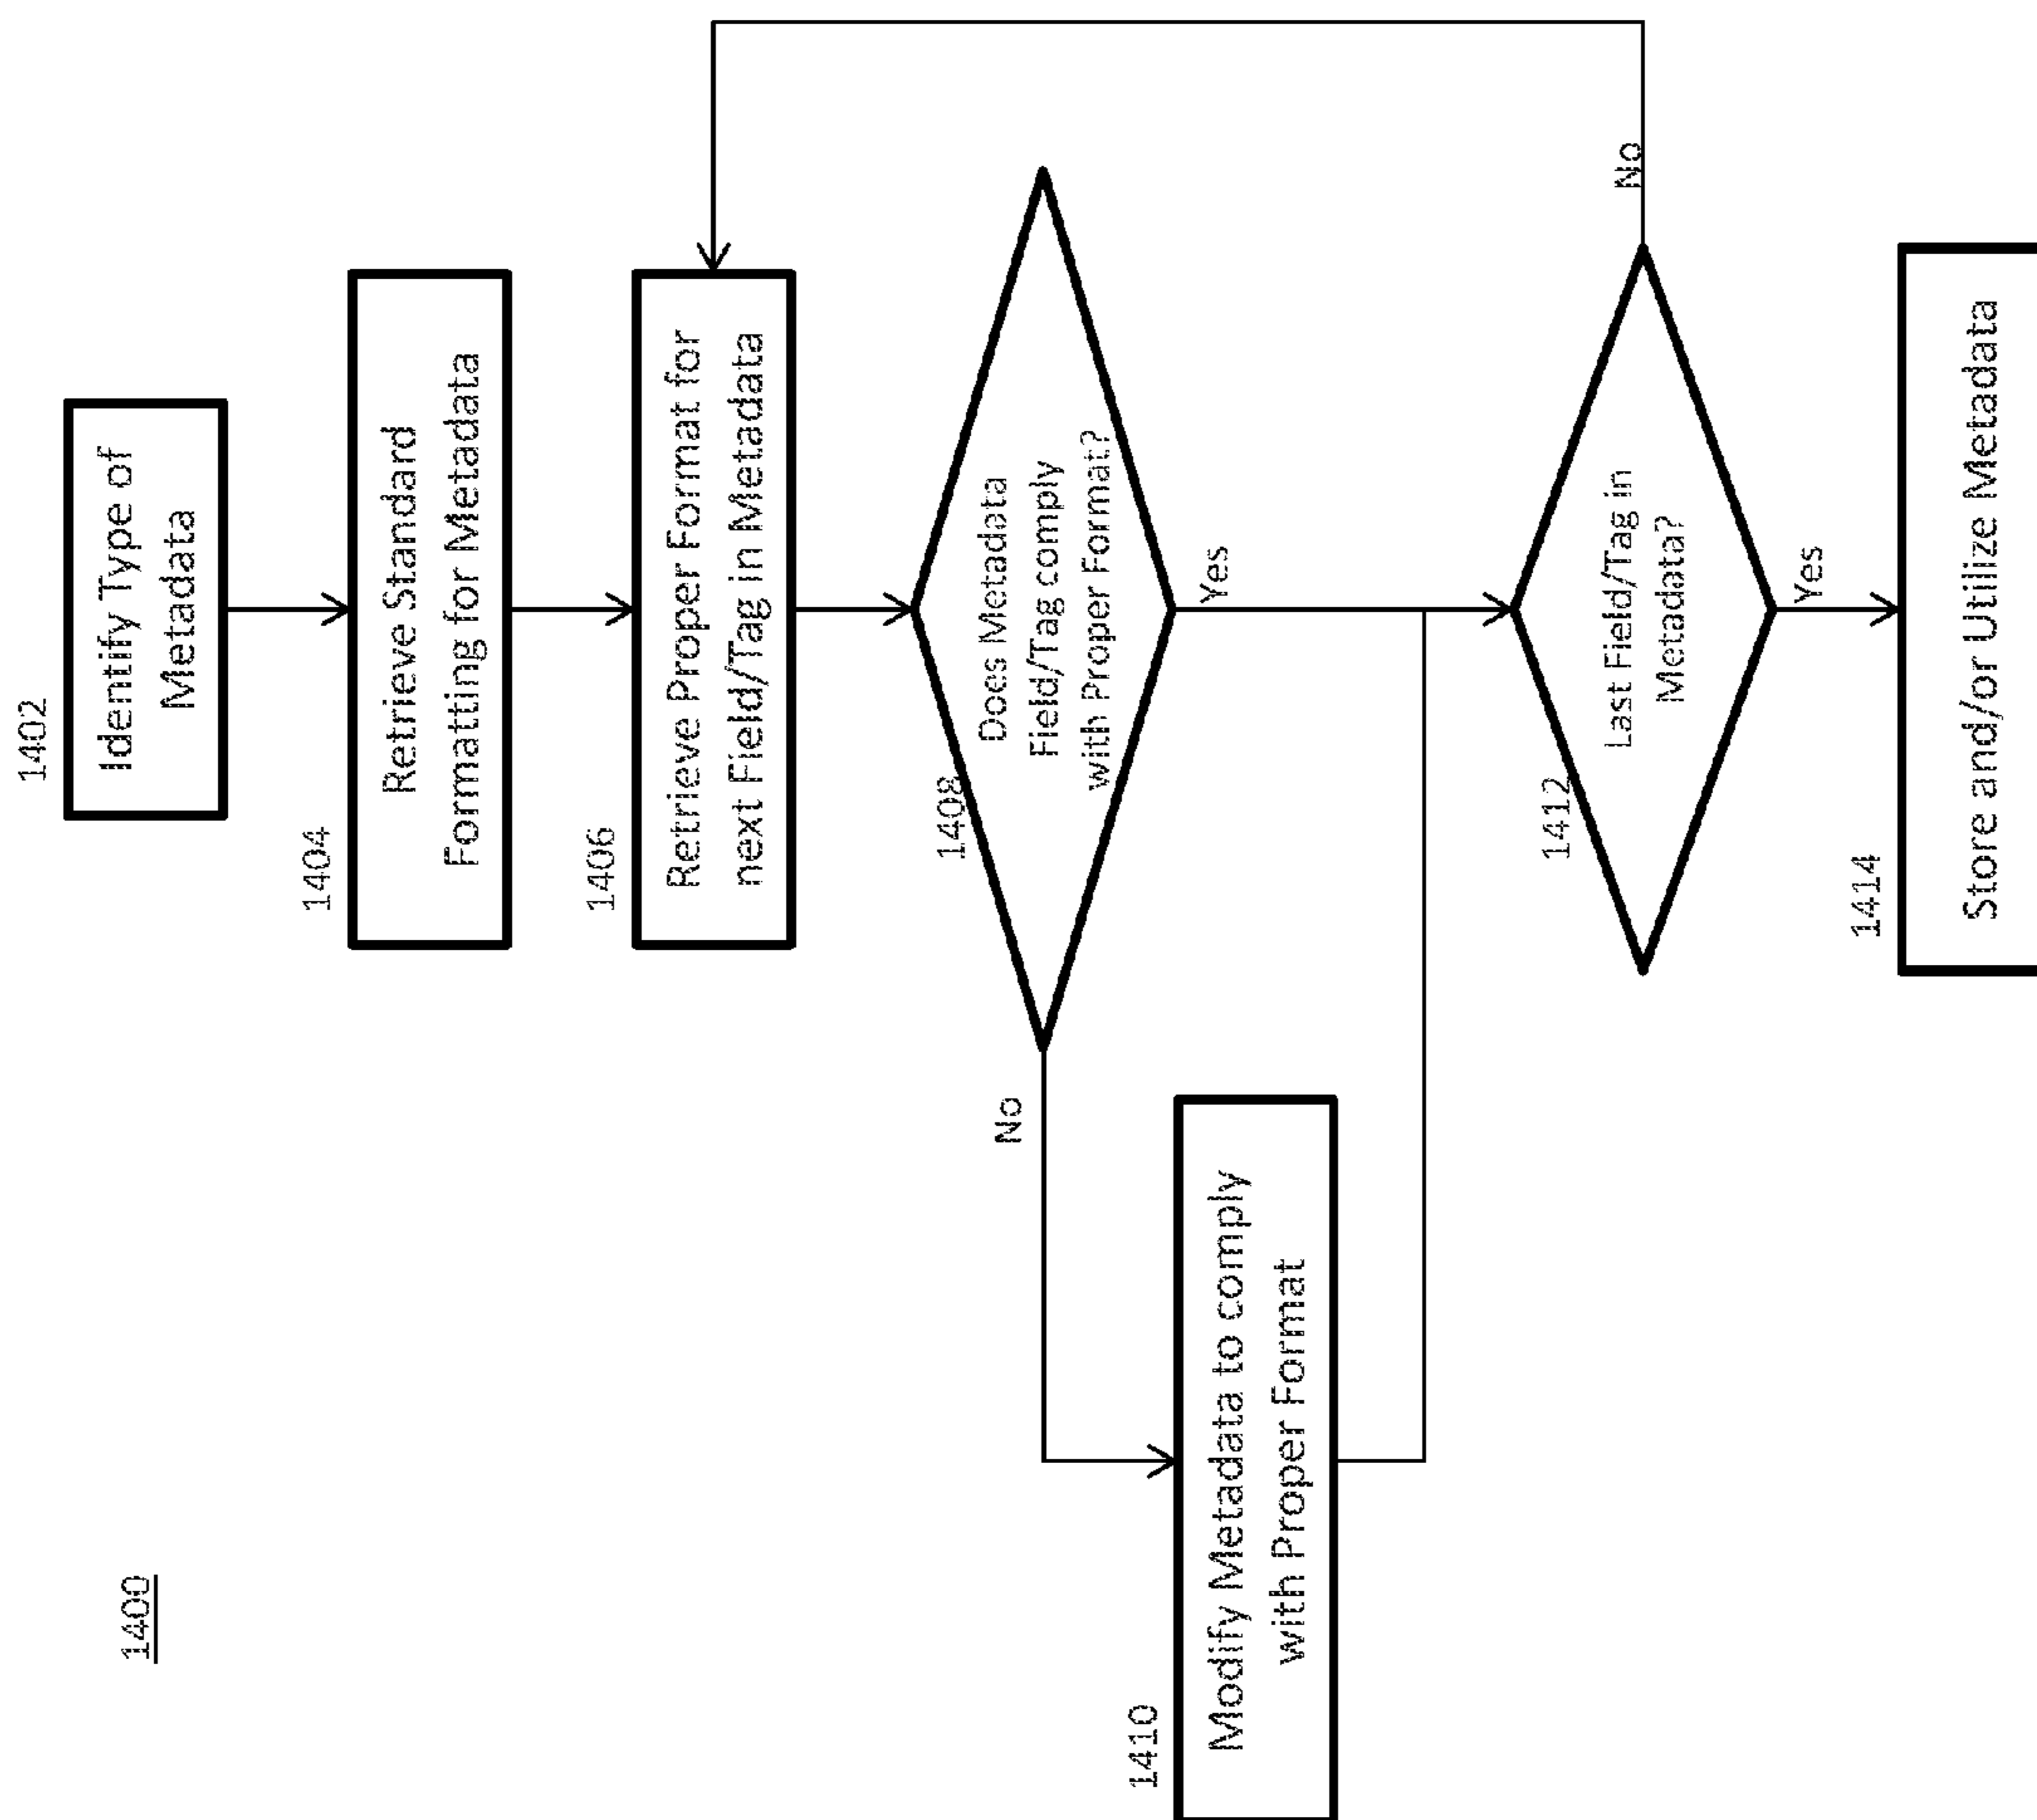 1400
1402
Identify Type of
Metadata
1404
Retrieve Standard
Formatting for Metadata
1406
Retrieve Proper Format for
next Field/Tag in Metadata
1408
Does Metadata
Field/Tag comply
with Proper Format?
No
Yes
1410
Modify Metadata to comply
with Proper Format
1412
Last Field/Tag in
Metadata?
No
Yes
1414
Store and/or Utilize Metadata